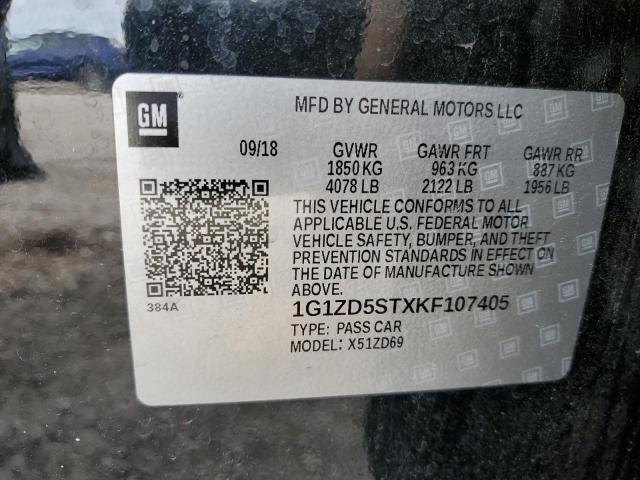 GM
MFD BY GENERAL MOTORS LLC
09/18 GVWR GAWR FRT GAWR RR
1850 KG 963 KG 887 KG
4078 LB 2122 LB 1956 LB
THIS VEHICLE CONFORMS TO ALL
APPLICABLE U.S. FEDERAL MOTOR
VEHICLE SAFETY, BUMPER, AND THEFT
PREVENTION STANDARDS IN EFFECT ON
THE DATE OF MANUFACTURE SHOWN
ABOVE.
384A
1G1ZD5STXKF107405
TYPE: PASS CAR
MODEL: X51ZD69